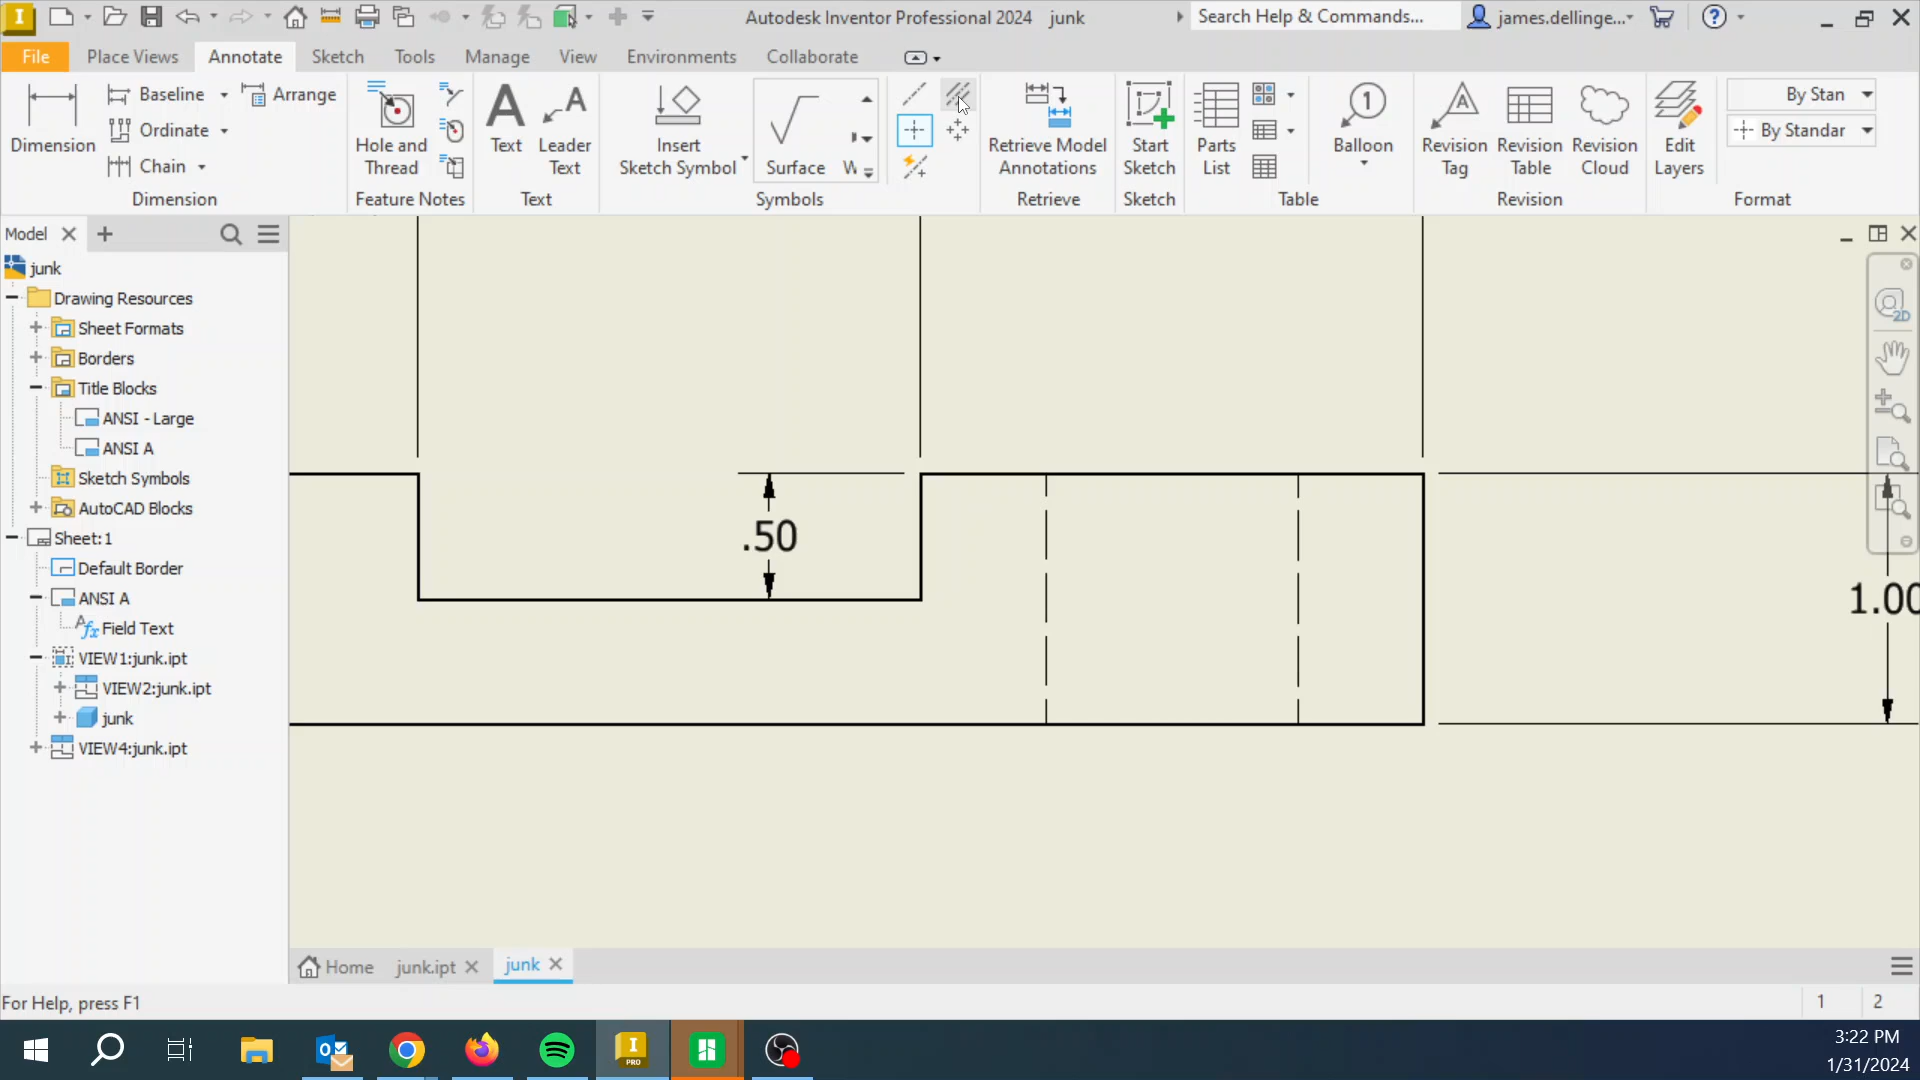 Autodesk Inventor Professional 2024 junk
Search Help & Commands...
james.dellinge...
File Place Views Annotate Sketch Tools Manage View Environments Collaborate
Dimension
Baseline
Ordinate
Chain
Arrange
Dimension
Hole and
Thread
Feature Notes
Text
Leader
Text
Text
Insert
Sketch Symbol
Surface
Symbols
Retrieve Model
Annotations
Retrieve
Start
Sketch
Sketch
Parts
List
Table
1
Balloon
Revision
Tag
Revision
Table
Revision
Cloud
Revision
Edit
Layers
By Stan
By Standar
Format
Model
junk
Drawing Resources
Sheet Formats
Borders
Title Blocks
ANSI - Large
ANSI A
Sketch Symbols
AutoCAD Blocks
Sheet:1
Default Border
ANSI A
Field Text
VIEW1:junk.ipt
VIEW2:junk.ipt
junk
VIEW4:junk.ipt
.50
1.00
2D
Home junk.ipt junk
For Help, press F1
1 2
PRO
3:22 PM
1/31/2024